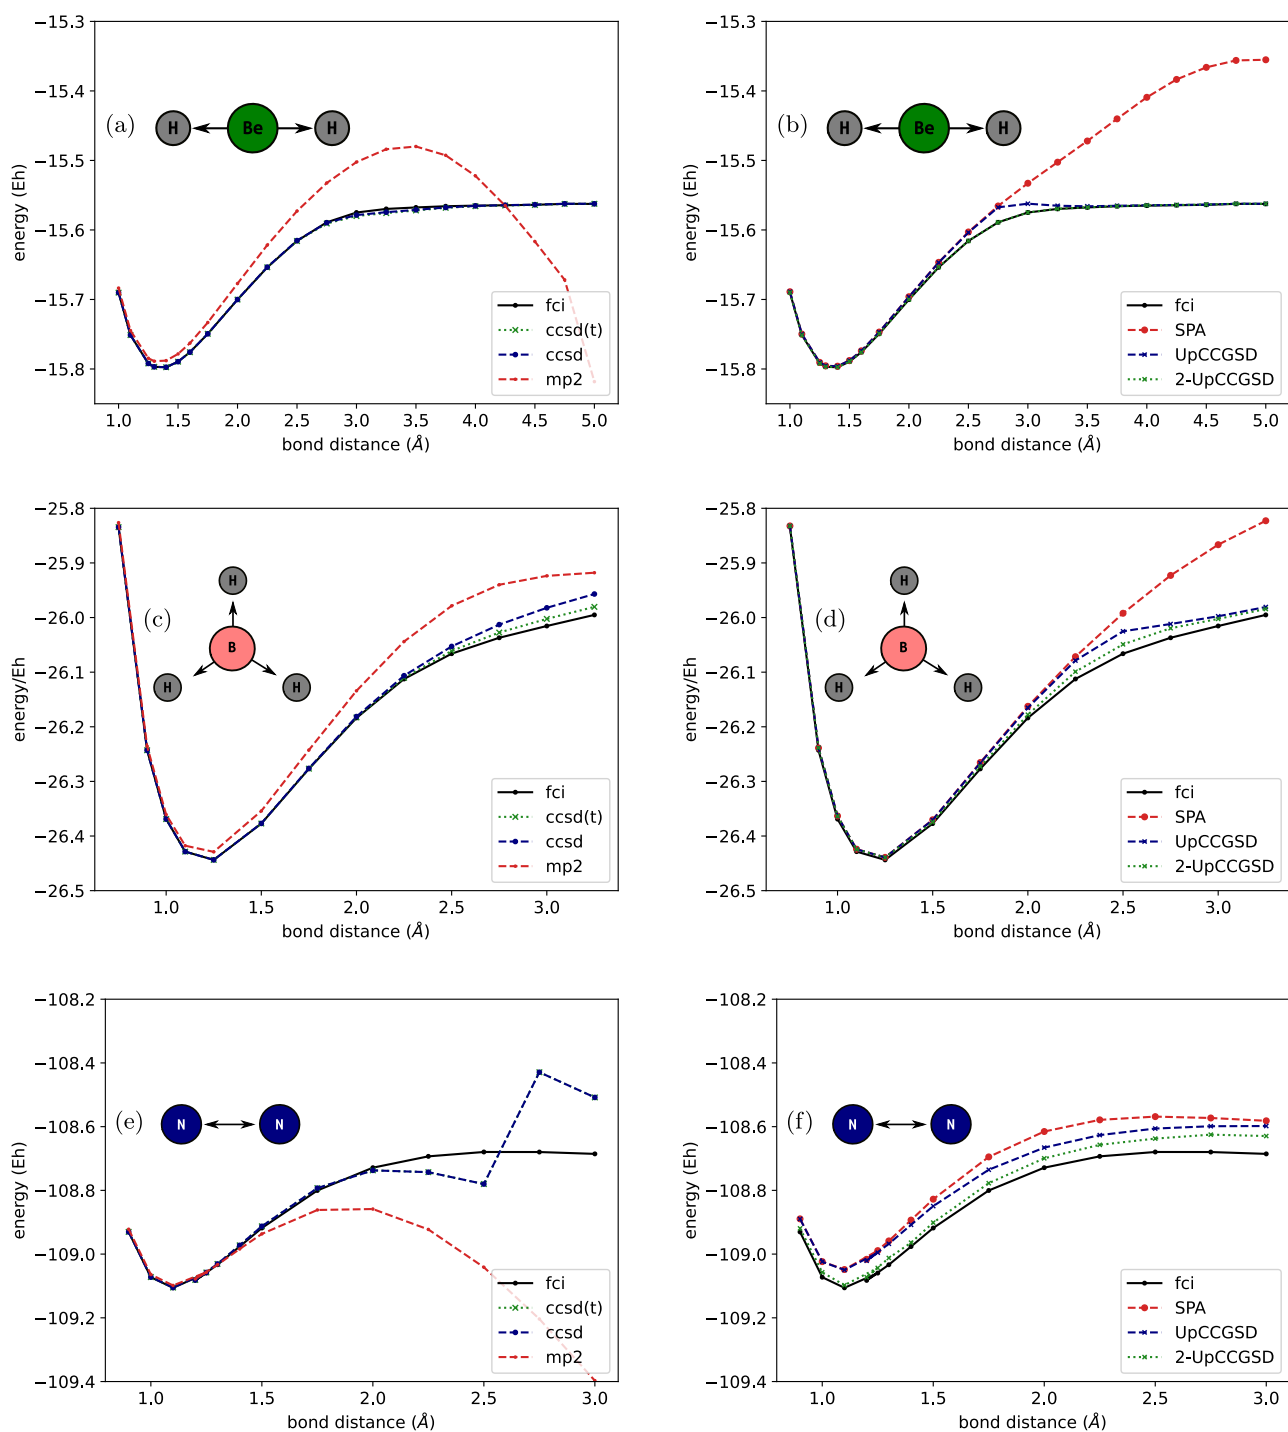 −15.3
−15.4
−15.5
−15.6
−15.7
−15.8
energy (Eh)
(a)
H
Be
H
fci
ccsd(t)
ccsd
mp2
1.0 1.5 2.0 2.5 3.0 3.5 4.0 4.5 5.0
bond distance (Å)
−15.3
−15.4
−15.5
−15.6
−15.7
−15.8
energy (Eh)
(b)
H
Be
H
fci
SPA
UpCCGSD
2-UpCCGSD
1.0 1.5 2.0 2.5 3.0 3.5 4.0 4.5 5.0
bond distance (Å)
−25.8
−25.9
−26.0
−26.1
−26.2
−26.3
−26.4
−26.5
energy/Eh
(c)
H
B
H
H
fci
ccsd(t)
ccsd
mp2
1.0 1.5 2.0 2.5 3.0
bond distance (Å)
−25.8
−25.9
−26.0
−26.1
−26.2
−26.3
−26.4
−26.5
energy/Eh
(d)
H
B
H
H
fci
SPA
UpCCGSD
2-UpCCGSD
1.0 1.5 2.0 2.5 3.0
bond distance (Å)
−108.2
−108.4
−108.6
−108.8
−109.0
−109.2
−109.4
energy (Eh)
(e)
N
N
fci
ccsd(t)
ccsd
mp2
1.0 1.5 2.0 2.5 3.0
bond distance (Å)
−108.2
−108.4
−108.6
−108.8
−109.0
−109.2
−109.4
energy (Eh)
(f)
N
N
fci
SPA
UpCCGSD
2-UpCCGSD
1.0 1.5 2.0 2.5 3.0
bond distance (Å)